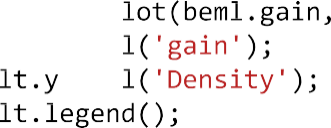 lot(beml.gain,
l('gain');
lt.y l('Density');
lt.legend();